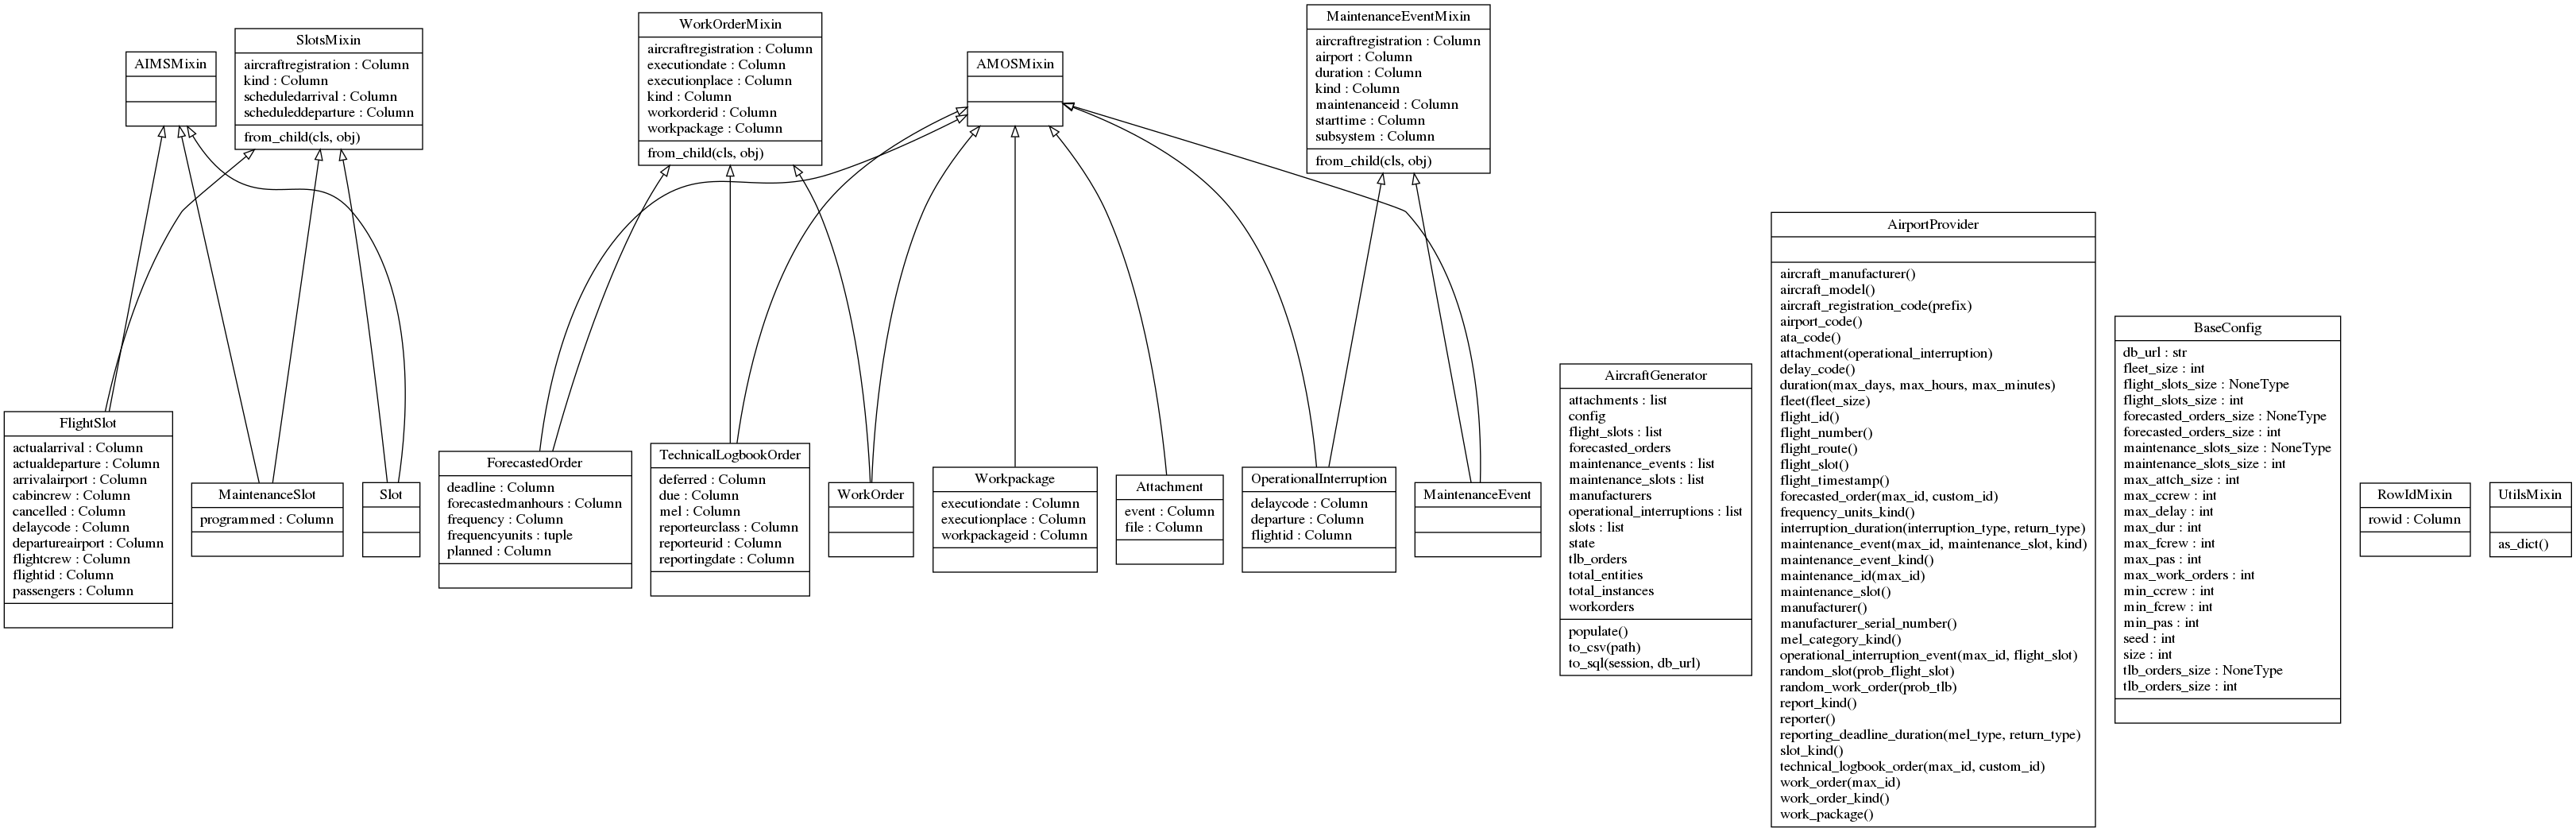 AIMSMixin
SlotsMixin
aircraftregistration : Column
kind : Column
scheduledarrival : Column
scheduleddeparture : Column
from_child(cls, obj)
WorkOrderMixin
aircraftregistration : Column
executiondate : Column
executionplace : Column
kind : Column
workorderid : Column
workpackage : Column
from_child(cls, obj)
AMOSMixin
MaintenanceEventMixin
aircraftregistration : Column
airport : Column
duration : Column
kind : Column
maintenanceid : Column
starttime : Column
subsystem : Column
from_child(cls, obj)
FlightSlot
actualarrival : Column
actualdeparture : Column
arrivalairport : Column
cabincrew : Column
cancelled : Column
delaycode : Column
departureairport : Column
flightcrew : Column
flightid : Column
passengers : Column
MaintenanceSlot
programmed : Column
Slot
ForecastedOrder
deadline : Column
forecastedmanhours : Column
frequency : Column
frequencyunits : tuple
planned : Column
TechnicalLogbookOrder
deferred : Column
due : Column
mel : Column
reporteurclass : Column
reporteurid : Column
reportingdate : Column
WorkOrder
Workpackage
executiondate : Column
executionplace : Column
workpackageid : Column
Attachment
event : Column
file : Column
OperationalInterruption
delaycode : Column
departure : Column
flightid : Column
MaintenanceEvent
AircraftGenerator
attachments : list
config
flight_slots : list
forecasted_orders
maintenance_events : list
maintenance_slots : list
manufacturers
operational_interruptions : list
slots : list
state
tlb_orders
total_entities
total_instances
workorders
populate()
to_csv(path)
to_sql(session, db_url)
AirportProvider
aircraft_manufacturer()
aircraft_model()
aircraft_registration_code(prefix)
airport_code()
ata_code()
attachment(operational_interruption)
delay_code()
duration(max_days, max_hours, max_minutes)
fleet(fleet_size)
flight_id()
flight_number()
flight_route()
flight_slot()
flight_timestamp()
forecasted_order(max_id, custom_id)
frequency_units_kind()
interruption_duration(interruption_type, return_type)
maintenance_event(max_id, maintenance_slot, kind)
maintenance_event_kind()
maintenance_id(max_id)
maintenance_slot()
manufacturer()
manufacturer_serial_number()
mel_category_kind()
operational_interruption_event(max_id, flight_slot)
random_slot(prob_flight_slot)
random_work_order(prob_tlb)
report_kind()
reporter()
reporting_deadline_duration(mel_type, return_type)
slot_kind()
technical_logbook_order(max_id, custom_id)
work_order(max_id)
work_order_kind()
work_package()
BaseConfig
db_url : str
fleet_size : int
flight_slots_size : NoneType
flight_slots_size : int
forecasted_orders_size : NoneType
forecasted_orders_size : int
maintenance_slots_size : NoneType
maintenance_slots_size : int
max_attch_size : int
max_ccrew : int
max_delay : int
max_dur : int
max_fcrew : int
max_pas : int
max_work_orders : int
min_ccrew : int
min_fcrew : int
min_pas : int
seed : int
size : int
tlb_orders_size : NoneType
tlb_orders_size : int
RowIdMixin
rowid : Column
UtilsMixin
as_dict()